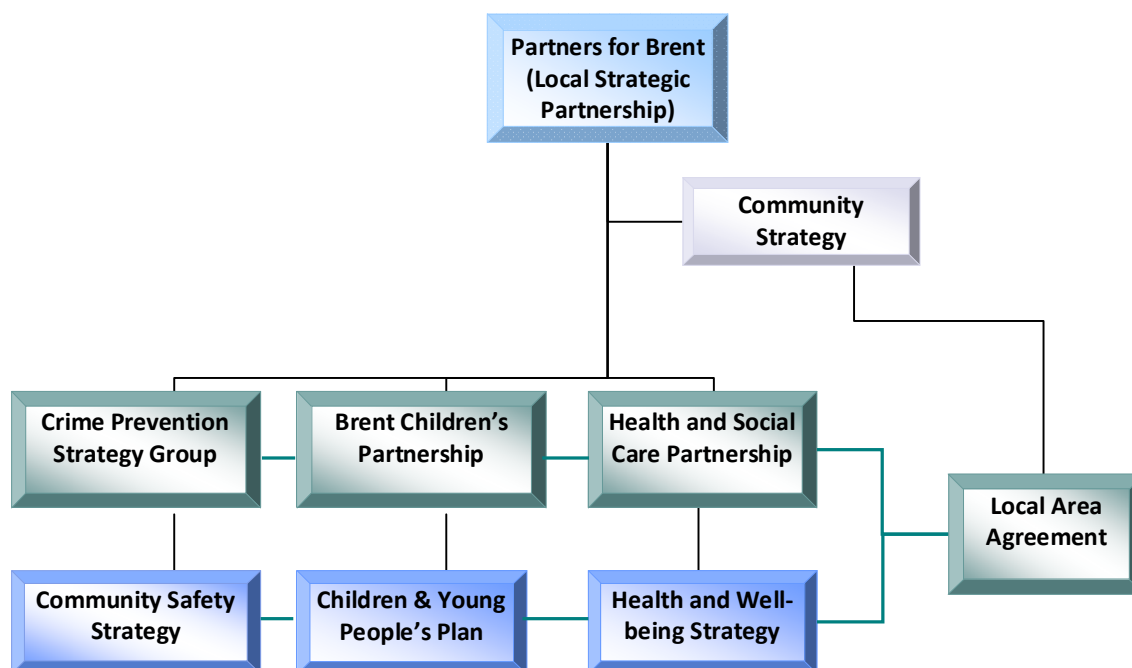 Partners for Brent
(Local Strategic
Partnership)
Community
Strategy
Crime Prevention
Strategy Group
Brent Children’s
Partnership
Health and Social
Care Partnership
Local Area
Agreement
Community Safety
Strategy
Children & Young
People’s Plan
Health and Well-
being Strategy